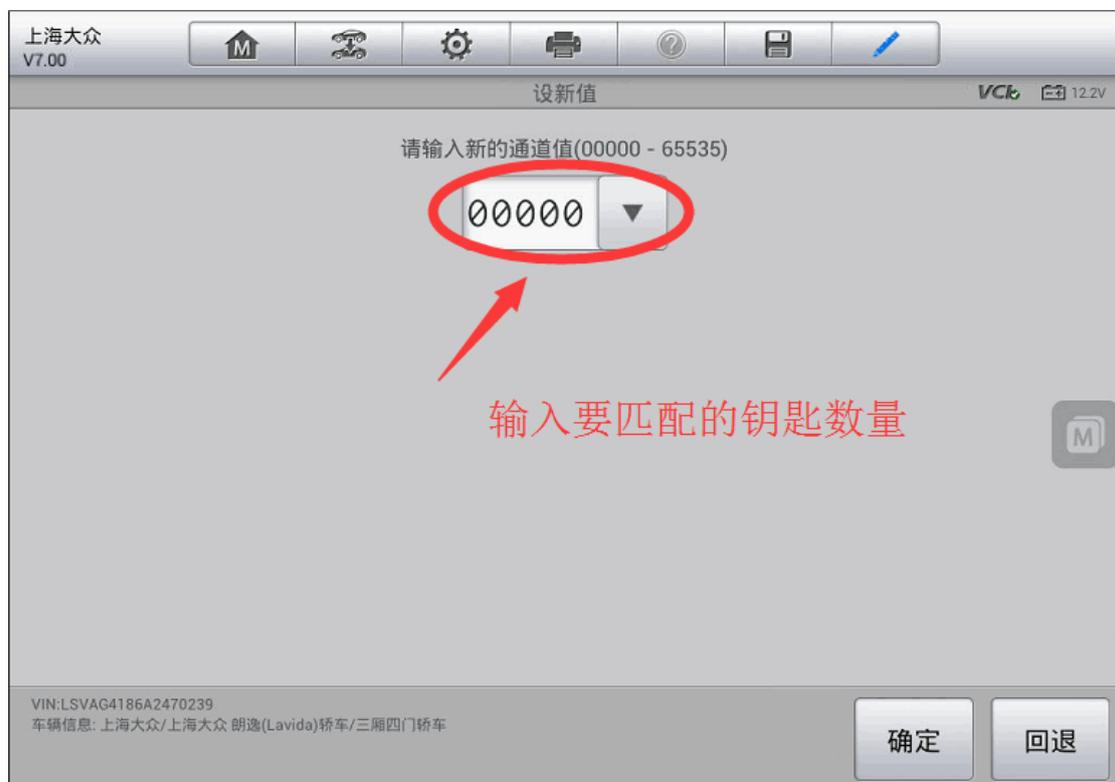 上海大众
V7.00
M
设新值
VCI
12.2V
请输入新的通道值(00000 - 65535)
00000
输入要匹配的钥匙数量
M
VIN:LSVAG4186A2470239
车辆信息: 上海大众/上海大众 朗逸(Lavida)轿车/三厢四门轿车
确定
回退